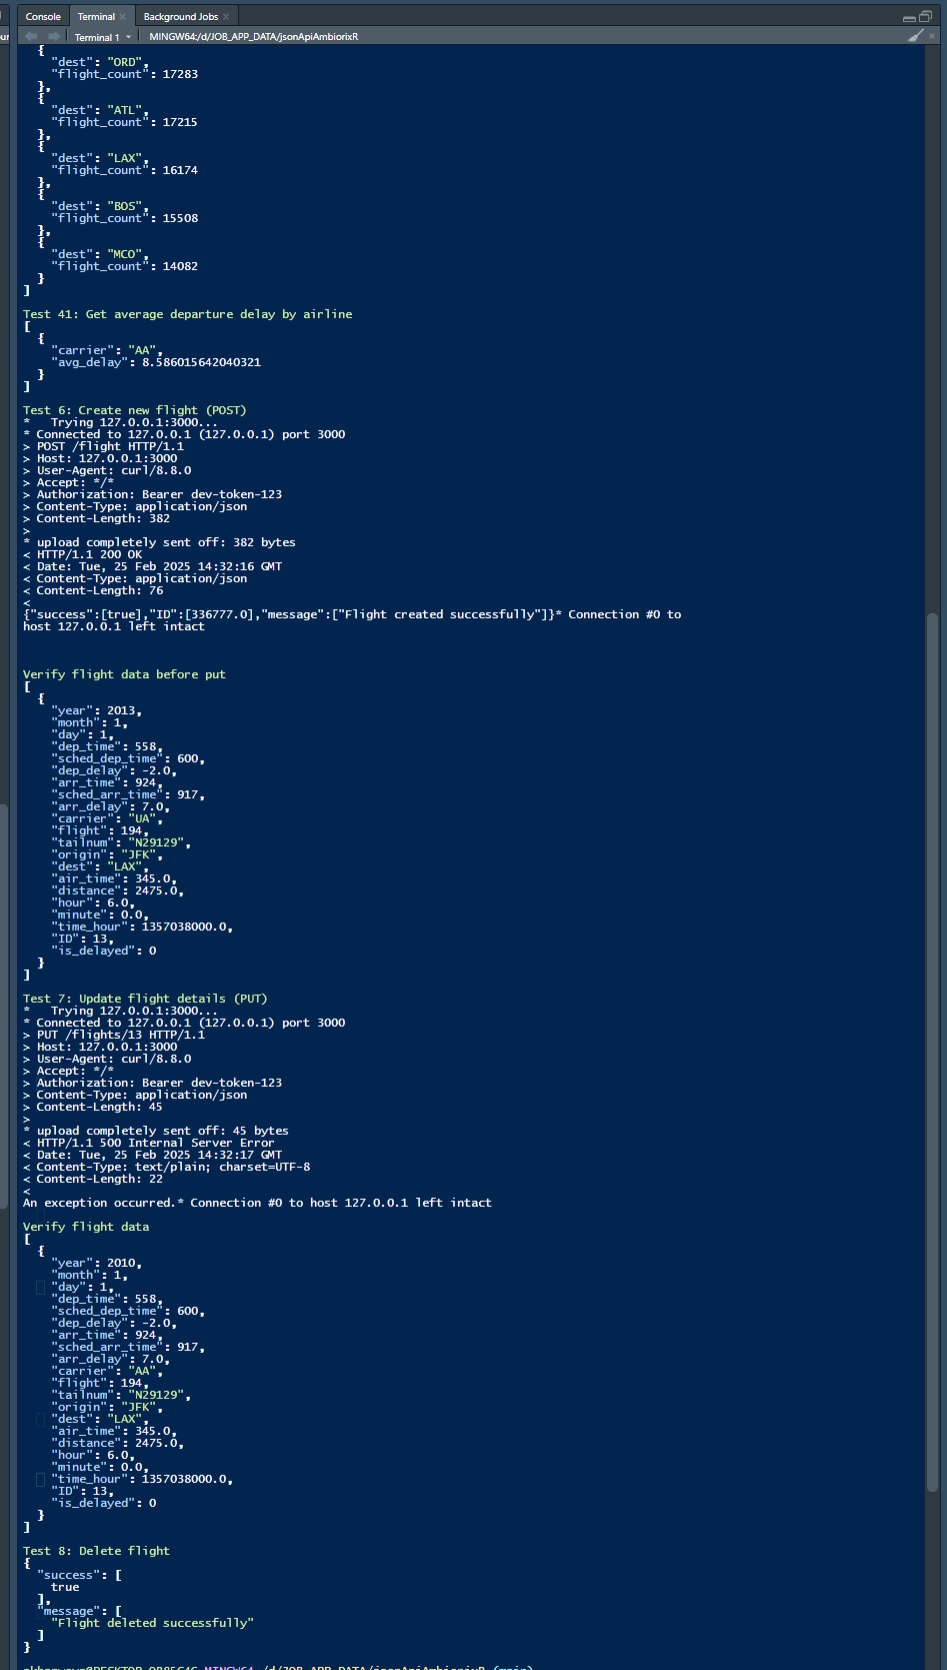 Console Terminal Background Jobs
Terminal 1 MINGW64:/d/JOB_APP_DATA/jsonApiAmbiorixR
{
"dest": "ORD",
"flight_count": 17283
},
{
"dest": "ATL",
"flight_count": 17215
},
{
"dest": "LAX",
"flight_count": 16174
},
{
"dest": "BOS",
"flight_count": 15508
},
{
"dest": "MCO",
"flight_count": 14082
}
]
Test 41: Get average departure delay by airline
[
{
"carrier": "AA",
"avg_delay": 8.586015642040321
}
]
Test 6: Create new flight (POST)
*   Trying 127.0.0.1:3000...
* Connected to 127.0.0.1 (127.0.0.1) port 3000
> POST /flight HTTP/1.1
> Host: 127.0.0.1:3000
> User-Agent: curl/8.8.0
> Accept: */*
> Authorization: Bearer dev-token-123
> Content-Type: application/json
> Content-Length: 382
>
* upload completely sent off: 382 bytes
< HTTP/1.1 200 OK
< Date: Tue, 25 Feb 2025 14:32:16 GMT
< Content-Type: application/json
< Content-Length: 76
<
{"success":[true],"ID":[336777.0],"message":["Flight created successfully"]}* Connection #0 to
host 127.0.0.1 left intact
Verify flight data before put
[
{
"year": 2013,
"month": 1,
"day": 1,
"dep_time": 558,
"sched_dep_time": 600,
"dep_delay": -2.0,
"arr_time": 924,
"sched_arr_time": 917,
"arr_delay": 7.0,
"carrier": "UA",
"flight": 194,
"tailnum": "N29129",
"origin": "JFK",
"dest": "LAX",
"air_time": 345.0,
"distance": 2475.0,
"hour": 6.0,
"minute": 0.0,
"time_hour": 1357038000.0,
"ID": 13,
"is_delayed": 0
}
]
Test 7: Update flight details (PUT)
*   Trying 127.0.0.1:3000...
* Connected to 127.0.0.1 (127.0.0.1) port 3000
> PUT /flights/13 HTTP/1.1
> Host: 127.0.0.1:3000
> User-Agent: curl/8.8.0
> Accept: */*
> Authorization: Bearer dev-token-123
> Content-Type: application/json
> Content-Length: 45
>
* upload completely sent off: 45 bytes
< HTTP/1.1 500 Internal Server Error
< Date: Tue, 25 Feb 2025 14:32:17 GMT
< Content-Type: text/plain; charset=UTF-8
< Content-Length: 22
<
An exception occurred.* Connection #0 to host 127.0.0.1 left intact
Verify flight data
[
{
"year": 2010,
"month": 1,
"day": 1,
"dep_time": 558,
"sched_dep_time": 600,
"dep_delay": -2.0,
"arr_time": 924,
"sched_arr_time": 917,
"arr_delay": 7.0,
"carrier": "AA",
"flight": 194,
"tailnum": "N29129",
"origin": "JFK",
"dest": "LAX",
"air_time": 345.0,
"distance": 2475.0,
"hour": 6.0,
"minute": 0.0,
"time_hour": 1357038000.0,
"ID": 13,
"is_delayed": 0
}
]
Test 8: Delete flight
{
"success": [
true
],
"message": [
"Flight deleted successfully"
]
}